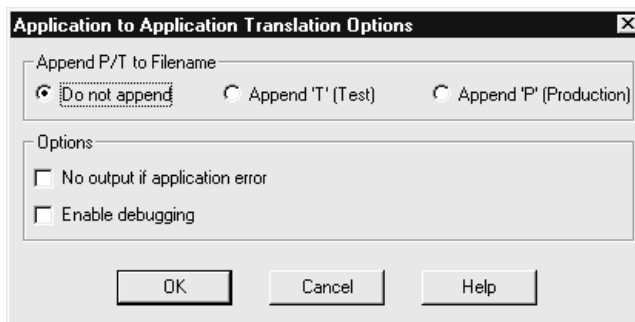 Application to Application Translation Options
Append P/T to Filename
Do not append Append 'T' (Test) Append 'P' (Production)
Options
No output if application error
Enable debugging
OK Cancel Help